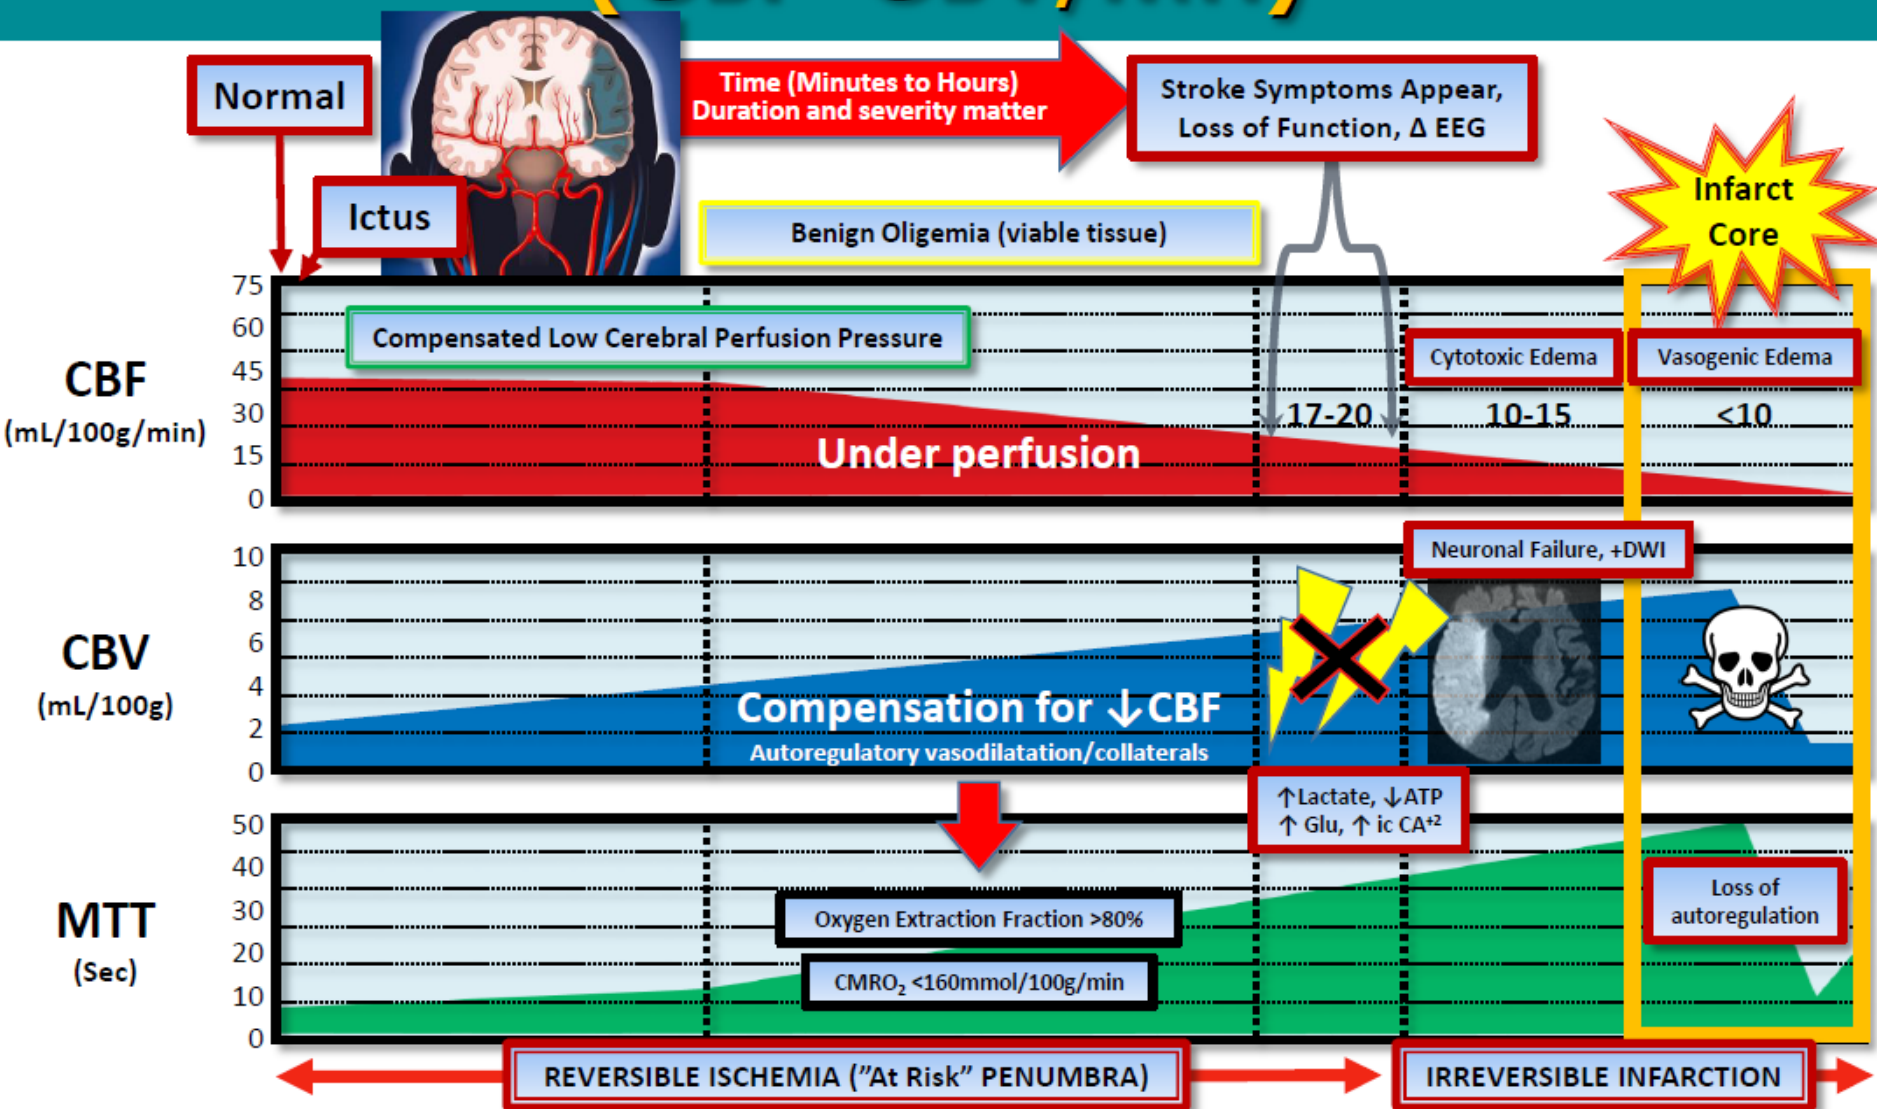 Normal
Ictus
Time (Minutes to Hours)
Duration and severity matter
Stroke Symptoms Appear,
Loss of Function, Δ EEG
Infarct
Core
Benign Oligemia (viable tissue)
CBF
(mL/100g/min)
75
60
45
30
15
0
Compensated Low Cerebral Perfusion Pressure
Under perfusion
17-20
Cytotoxic Edema
10-15
Vasogenic Edema
<10
CBV
(mL/100g)
10
8
6
4
2
0
Neuronal Failure, +DWI
Compensation for ↓CBF
Autoregulatory vasodilatation/collaterals
↑Lactate, ↓ATP
↑ Glu, ↑ ic CA+2
MTT
(Sec)
50
40
30
20
10
0
Oxygen Extraction Fraction >80%
CMRO₂ <160mmol/100g/min
Loss of
autoregulation
REVERSIBLE ISCHEMIA ("At Risk" PENUMBRA)
IRREVERSIBLE INFARCTION